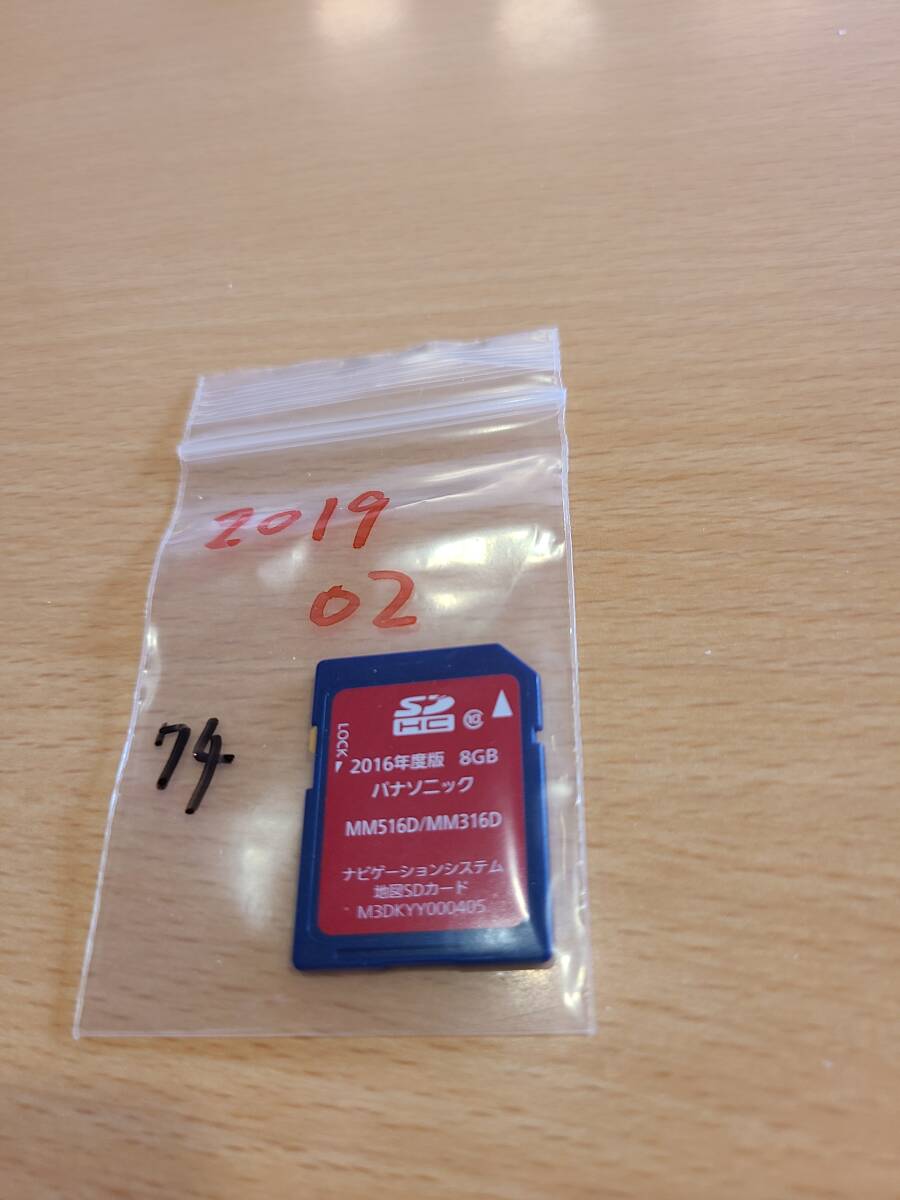 2019
02
74
SD
HC 10
LOCK
2016年度版 8GB
パナソニック
MM516D/MM316D
ナビゲーションシステム
地図SDカード
M3DKYY000405